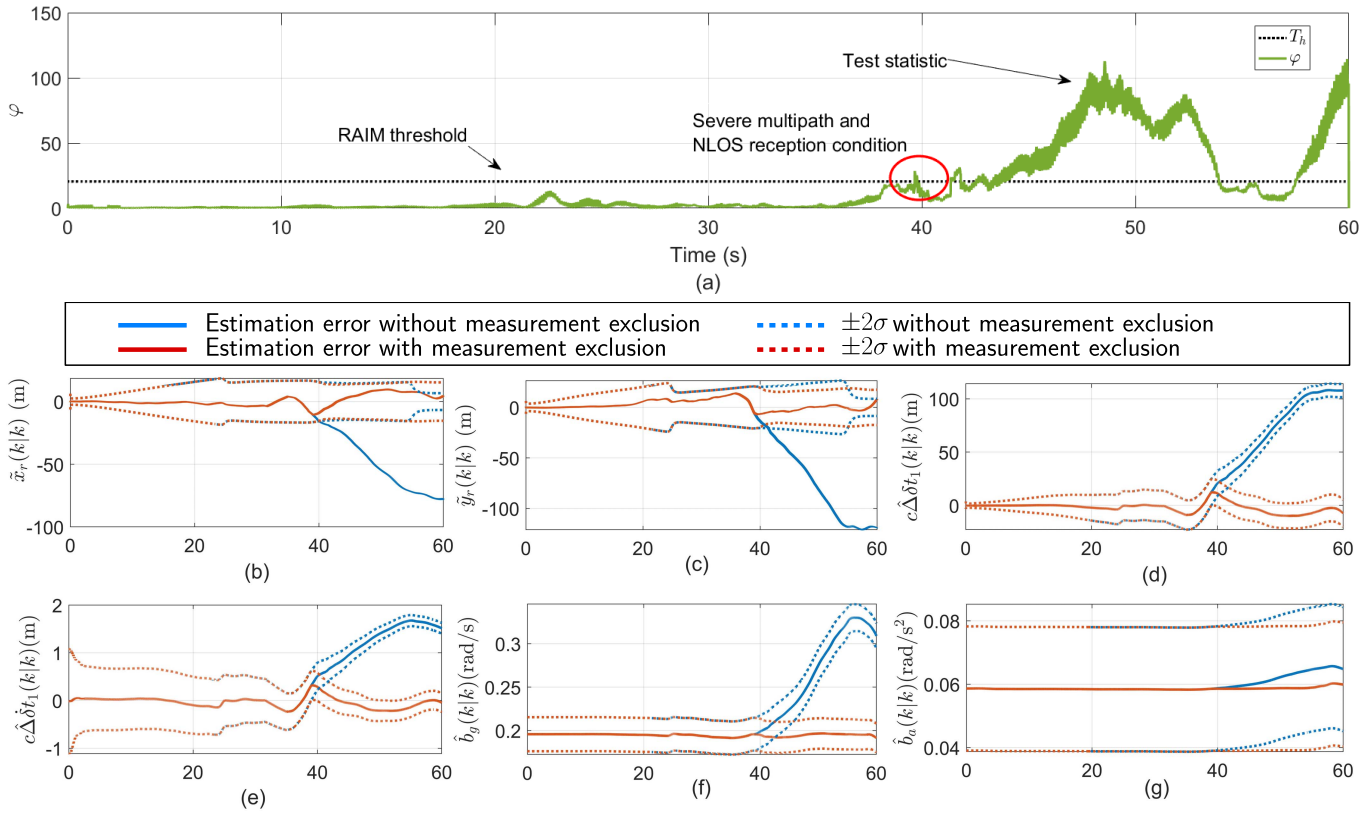 150
100
50
0
φ
T_h
φ
Test statistic
RAIM threshold
Severe multipath and
NLOS reception condition
0 10 20 30 40 50 60
Time (s)
(a)
Estimation error without measurement exclusion
±2σ without measurement exclusion
Estimation error with measurement exclusion
±2σ with measurement exclusion
x̃_r(k|k) (m)
0
-50
-100
0 20 40 60
(b)
ỹ_r(k|k) (m)
0
-50
-100
0 20 40 60
(c)
cΔ̂δt_1(k|k)(m)
100
50
0
0 20 40 60
(d)
cΔ̂δ̇t_1(k|k)(m)
2
1
0
-1
0 20 40 60
(e)
b̂_g(k|k)(rad/s)
0.3
0.2
0 20 40 60
(f)
b̂_a(k|k)(rad/s²)
0.08
0.06
0.04
0 20 40 60
(g)